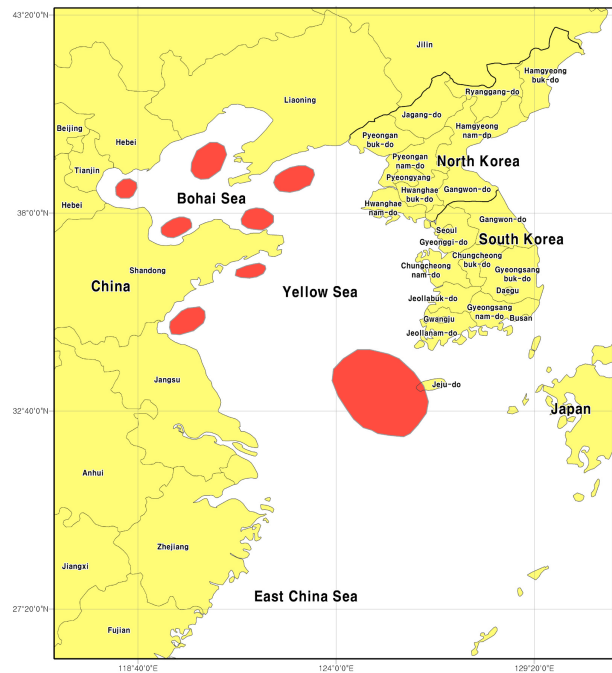 43°20'0"N
Jilin
Hamgyeong
buk-do
Ryanggang-do
Liaoning
Jagang-do
Beijing
Hebei
Hamgyeong
nam-do
Pyeongan
buk-do
Pyeongan
nam-do
North Korea
Tianjin
Pyeongyang
Bohai Sea
Hwanghae
buk-do
Gangwon-do
Hebei
Hwanghae
nam-do
38°0'0"N
Gangwon-do
Seoul
South Korea
Gyeonggi-do
Chungcheong
buk-do
Shandong
Chungcheong
nam-do
Gyeongsang
buk-do
China
Yellow Sea
Daegu
Jeollabuk-do
Gyeongsang
nam-do
Gwangju
Busan
Jeollanam-do
Jangsu
Jeju-do
32°40'0"N
Japan
Anhui
Zhejiang
Jiangxi
East China Sea
27°20'0"N
Fujian
118°40'0"E
124°0'0"E
129°20'0"E